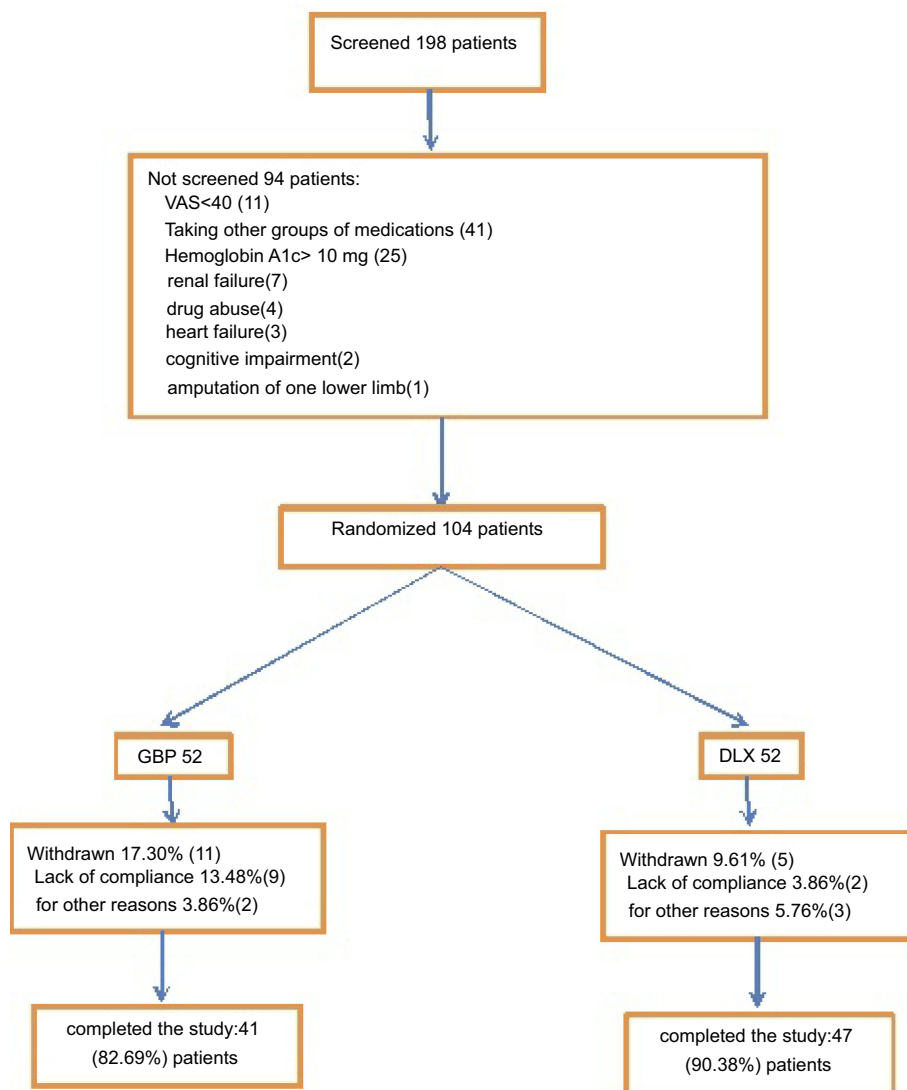 Screened 198 patients
Not screened 94 patients:
VAS<40 (11)
Taking other groups of medications (41)
Hemoglobin A1c> 10 mg (25)
renal failure(7)
drug abuse(4)
heart failure(3)
cognitive impairment(2)
amputation of one lower limb(1)
Randomized 104 patients
GBP 52
DLX 52
Withdrawn 17.30% (11)
Lack of compliance 13.48%(9)
for other reasons 3.86%(2)
Withdrawn 9.61% (5)
Lack of compliance 3.86%(2)
for other reasons 5.76%(3)
completed the study:41
(82.69%) patients
completed the study:47
(90.38%) patients